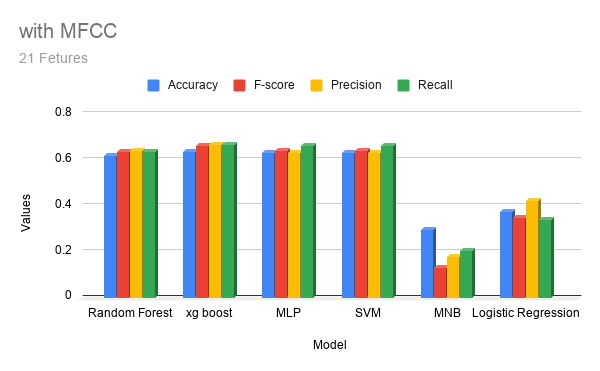 with MFCC
21 Fetures
Accuracy F-score Precision Recall
0.8
0.6
0.4
0.2
0
Values
Random Forest xg boost MLP SVM MNB Logistic Regression
Model